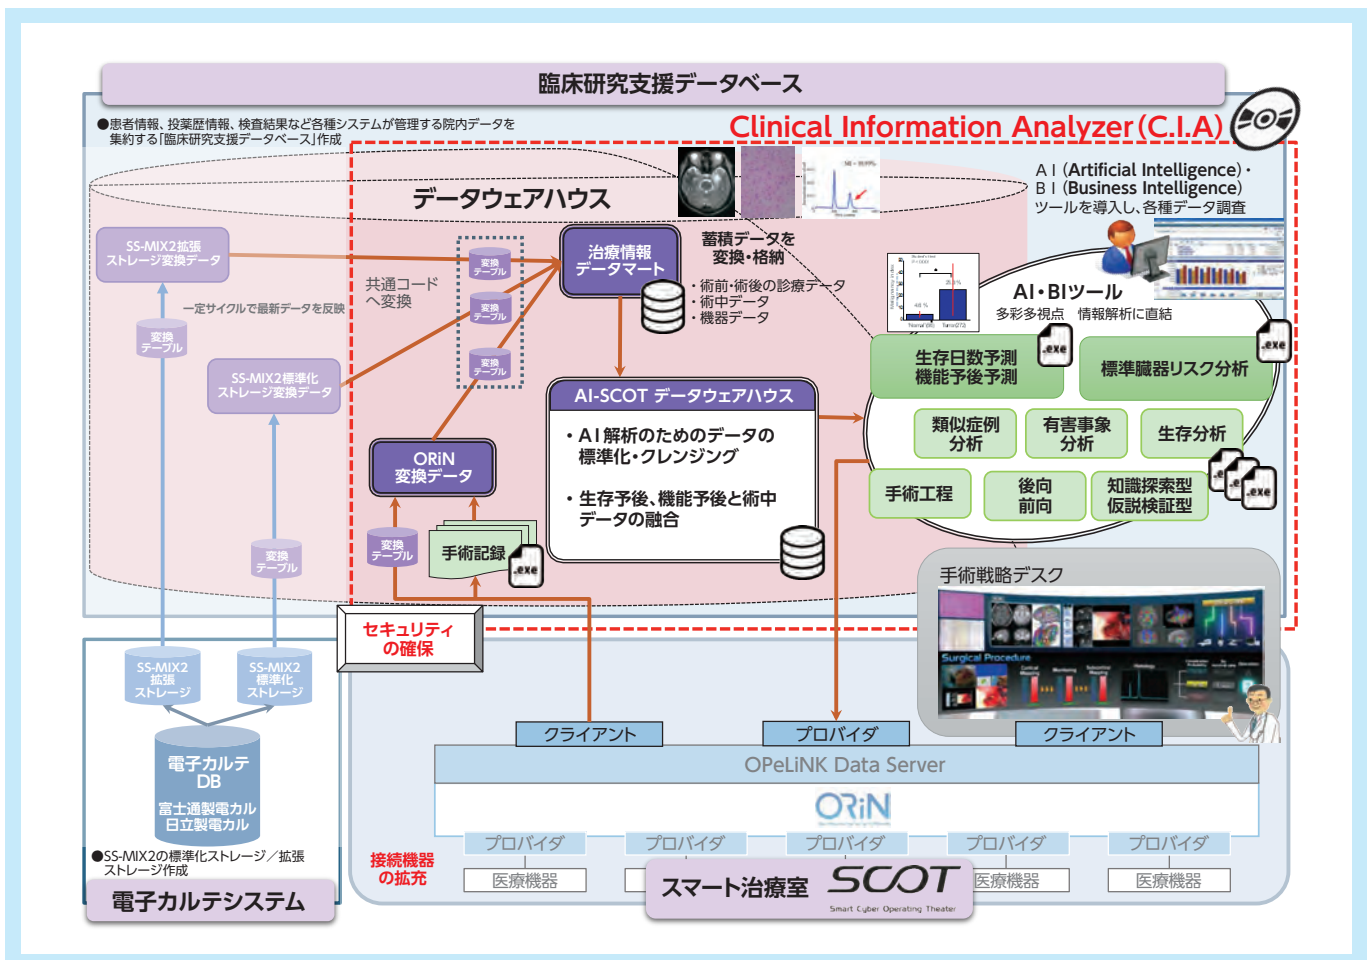 臨床研究支援データベース
●患者情報、投薬歴情報、検査結果など各種システムが管理する院内データを
集約する「臨床研究支援データベース」作成
Clinical Information Analyzer(C.I.A)
AI(Artificial Intelligence)・
BI(Business Intelligence)
ツールを導入し、各種データ調査
データウェアハウス
SS-MIX2拡張
ストレージ変換データ
変換
テーブル
治療情報
データマート
蓄積データを
変換・格納
・術前・術後の診療データ
・術中データ
・機器データ
共通コード
へ変換
一定サイクルで最新データを反映
変換
テーブル
変換
テーブル
変換
テーブル
SS-MIX2標準化
ストレージ変換データ
AI・BIツール
多彩多視点 情報解析に直結
生存日数予測
機能予後予測
.exe
標準臓器リスク分析
.exe
類似症例
分析
有害事象
分析
生存分析
手術工程
後向
前向
知識探索型
仮説検証型
.exe
AI-SCOT データウェアハウス
・AI解析のためのデータの
標準化・クレンジング
・生存予後、機能予後と術中
データの融合
ORiN
変換データ
変換
テーブル
手術記録
.exe
変換
テーブル
手術戦略デスク
Surgical Procedure
セキュリティ
の確保
SS-MIX2
拡張
ストレージ
SS-MIX2
標準化
ストレージ
電子カルテ
DB
富士通製電カル
日立製電カル
●SS-MIX2の標準化ストレージ／拡張
ストレージ作成
電子カルテシステム
クライアント
プロバイダ
クライアント
OPeLiNK Data Server
ORiN
プロバイダ
プロバイダ
プロバイダ
プロバイダ
プロバイダ
接続機器
の拡充
医療機器
医療機器
医療機器
スマート治療室
SCOT
Smart Cyber Operating Theater